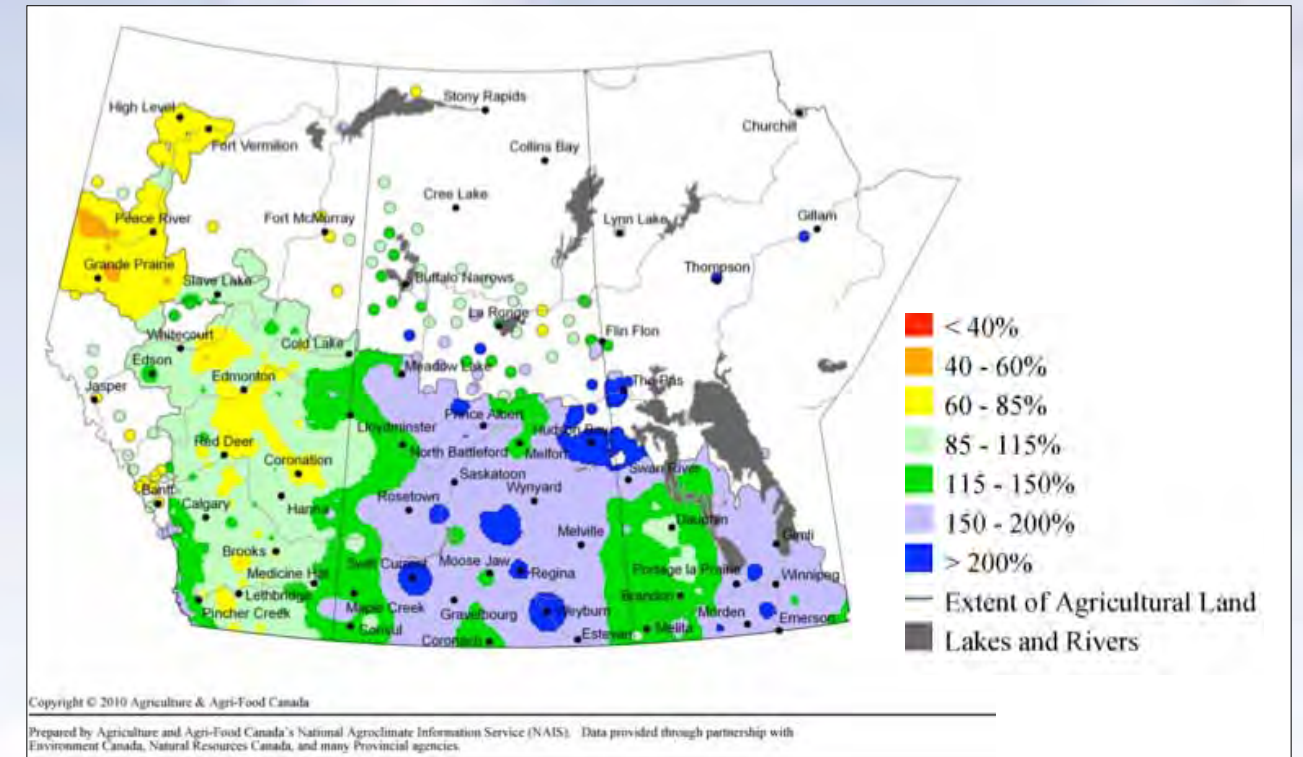 High Level
Fort Vermilion
Stony Rapids
Churchill
Collins Bay
Cree Lake
Peace River
Fort McMurray
Lynn Lake
Gillam
Grande Prairie
Slave Lake
Buffalo Narrows
Thompson
La Ronge
Flin Flon
Whitecourt
Cold Lake
Edson
Meadow Lake
Edmonton
The Pas
Jasper
Prince Albert
Lloydminster
Hudson Bay
Red Deer
North Battleford
Melfort
Coronation
Saskatoon
Swan River
Banff
Calgary
Hanna
Rosetown
Wynyard
Dauphin
Melville
Gimli
Brooks
Swift Current
Moose Jaw
Medicine Hat
Regina
Portage la Prairie
Winnipeg
Lethbridge
Pincher Creek
Maple Creek
Gravelbourg
Weyburn
Brandon
Morden
Emerson
Consul
Coronach
Estevan
Melita
< 40%
40 - 60%
60 - 85%
85 - 115%
115 - 150%
150 - 200%
> 200%
Extent of Agricultural Land
Lakes and Rivers
Copyright © 2010 Agriculture & Agri-Food Canada
Prepared by Agriculture and Agri-Food Canada's National Agroclimate Information Service (NAIS). Data provided through partnership with
Environment Canada, Natural Resources Canada, and many Provincial agencies.